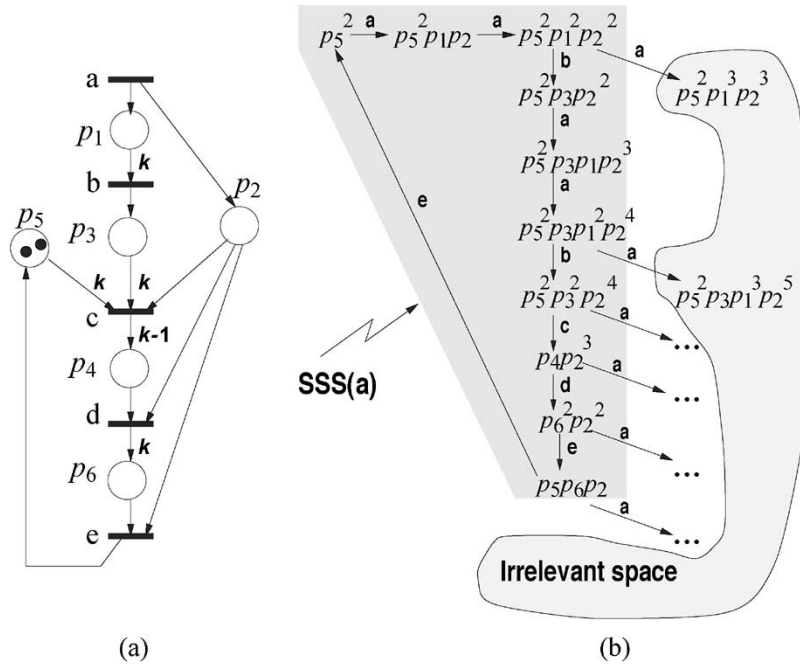 a
p1
k
b
p3
p2
p5
k
k
c
k-1
p4
d
k
p6
e
(a)
p5^2 a p5^2p1p2 a p5^2p1^2p2^2
a
b
p5^2p3p2^2
p5^2p1^3p2^3
a
p5^2p3p1p2^3
a
e
p5^2p3p1^2p2^4
a
b
p5^2p3^2p2^4
p5^2p3p1^3p2^5
a
c
...
p4p2^3
a
d
...
p6^2p2^2
a
e
...
p5p6p2
a
...
SSS(a)
Irrelevant space
(b)